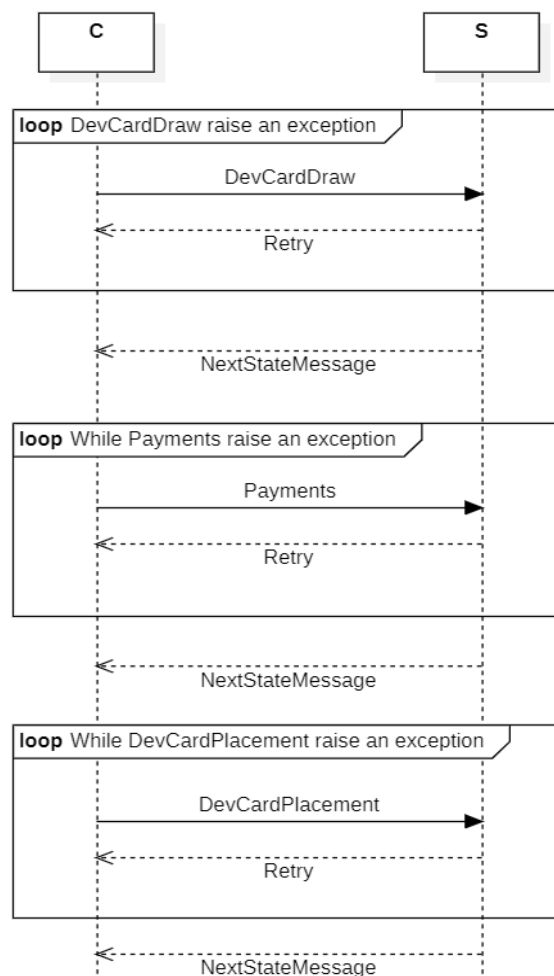 C
S
loop DevCardDraw raise an exception
DevCardDraw
Retry
NextStateMessage
loop While Payments raise an exception
Payments
Retry
NextStateMessage
loop While DevCardPlacement raise an exception
DevCardPlacement
Retry
NextStateMessage